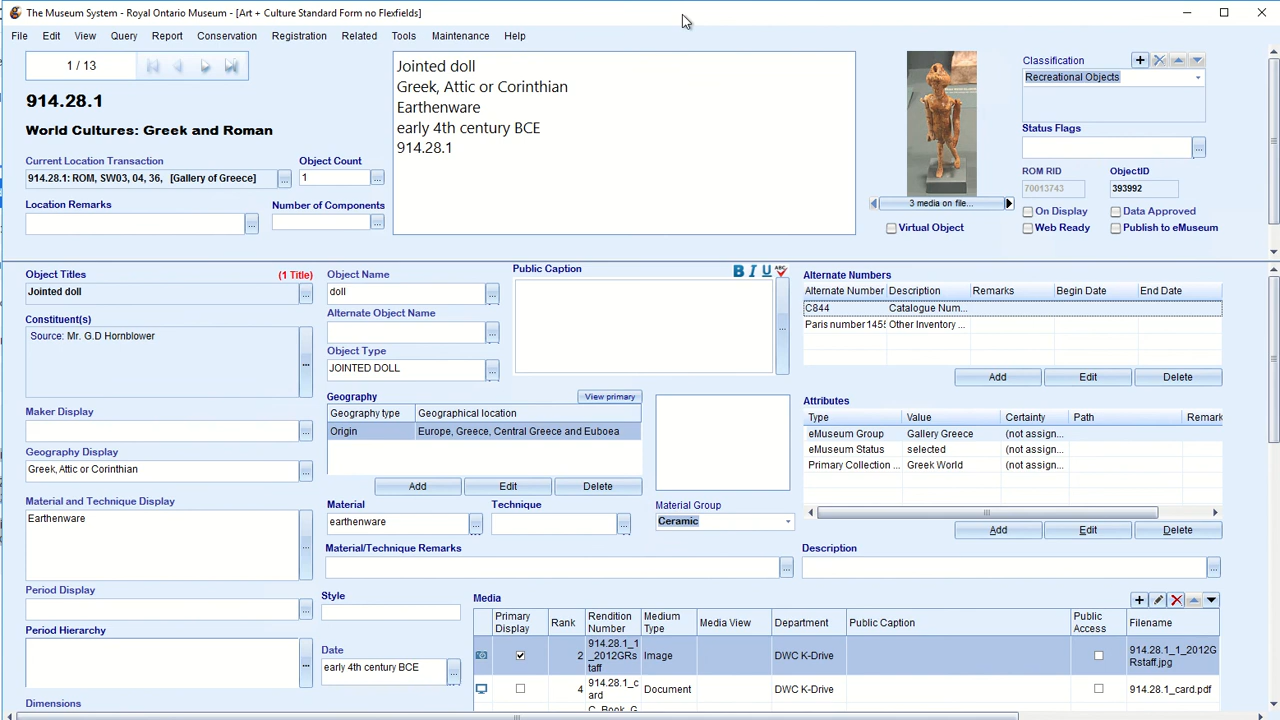 The Museum System - Royal Ontario Museum - [Art + Culture Standard Form no Flexfields]
File Edit View Query Report Conservation Registration Related Tools Maintenance Help
1 / 13
914.28.1
World Cultures: Greek and Roman
Current Location Transaction
914.28.1: ROM, SW03, 04, 36, [Gallery of Greece] ...
Object Count
1 ...
Location Remarks
...
Number of Components
...
Jointed doll
Greek, Attic or Corinthian
Earthenware
early 4th century BCE
914.28.1
3 media on file...
Virtual Object
Classification
Recreational Objects
Status Flags
...
ROM RID ObjectID
70013743 393992
On Display Data Approved
Web Ready Publish to eMuseum
Object Titles (1 Title)
Jointed doll ...
Constituent(s)
Source: Mr. G.D Hornblower
...
Maker Display
...
Geography Display
Greek, Attic or Corinthian ...
Material and Technique Display
Earthenware
...
Period Display
...
Period Hierarchy
...
Dimensions
Object Name
doll ...
Alternate Object Name
...
Object Type
JOINTED DOLL ...
Public Caption B I U ABC
...
Geography View primary
Geography type Geographical location
Origin Europe, Greece, Central Greece and Euboea
Add Edit Delete
Material Technique Material Group
earthenware ... ... Ceramic
Material/Technique Remarks
...
Style
Date
early 4th century BCE ...
Alternate Numbers
Alternate Number Description Remarks Begin Date End Date
C844 Catalogue Num...
Paris number 145 Other Inventory ...
Add Edit Delete
Attributes
Type Value Certainty Path Remark
eMuseum Group Gallery Greece (not assign...
eMuseum Status selected (not assign...
Primary Collection ... Greek World (not assign...
Add Edit Delete
Description
...
Media
Primary Display Rank Rendition Number Medium Type Media View Department Public Caption Public Access Filename
2 914.28.1_1_2012GRstaff Image DWC K-Drive 914.28.1_1_2012GRstaff.jpg
4 914.28.1_card Document DWC K-Drive 914.28.1_card.pdf